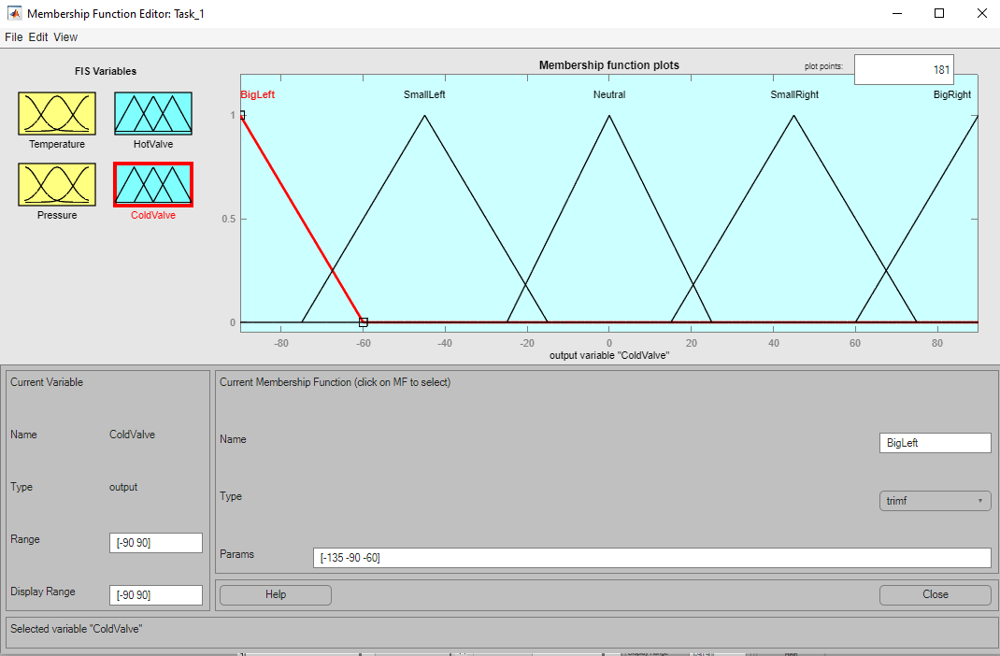 Membership Function Editor: Task_1
File Edit View
FIS Variables
Temperature
HotValve
Pressure
ColdValve
Membership function plots
plot points:
181
BigLeft
SmallLeft
Neutral
SmallRight
BigRight
1
0.5
0
-80
-60
-40
-20
0
20
40
60
80
output variable "ColdValve"
Current Variable
Name
ColdValve
Type
output
Range
[-90 90]
Display Range
[-90 90]
Current Membership Function (click on MF to select)
Name
BigLeft
Type
trimf
Params
[-135 -90 -60]
Help
Close
Selected variable "ColdValve"